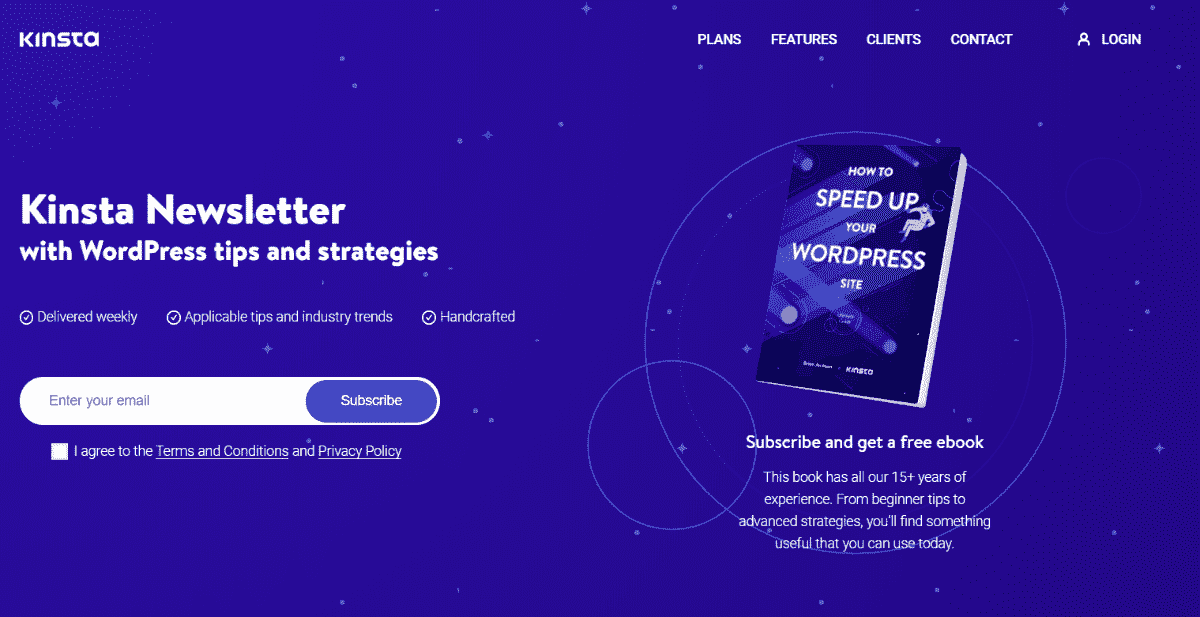 KINSTA
PLANS
FEATURES
CLIENTS
CONTACT
LOGIN
Kinsta Newsletter
with WordPress tips and strategies
Delivered weekly
Applicable tips and industry trends
Handcrafted
Enter your email
Subscribe
I agree to the Terms and Conditions and Privacy Policy
HOW TO
SPEED UP
YOUR
WORDPRESS
SITE
KINSTA
Subscribe and get a free ebook
This book has all our 15+ years of
experience. From beginner tips to
advanced strategies, you'll find something
useful that you can use today.